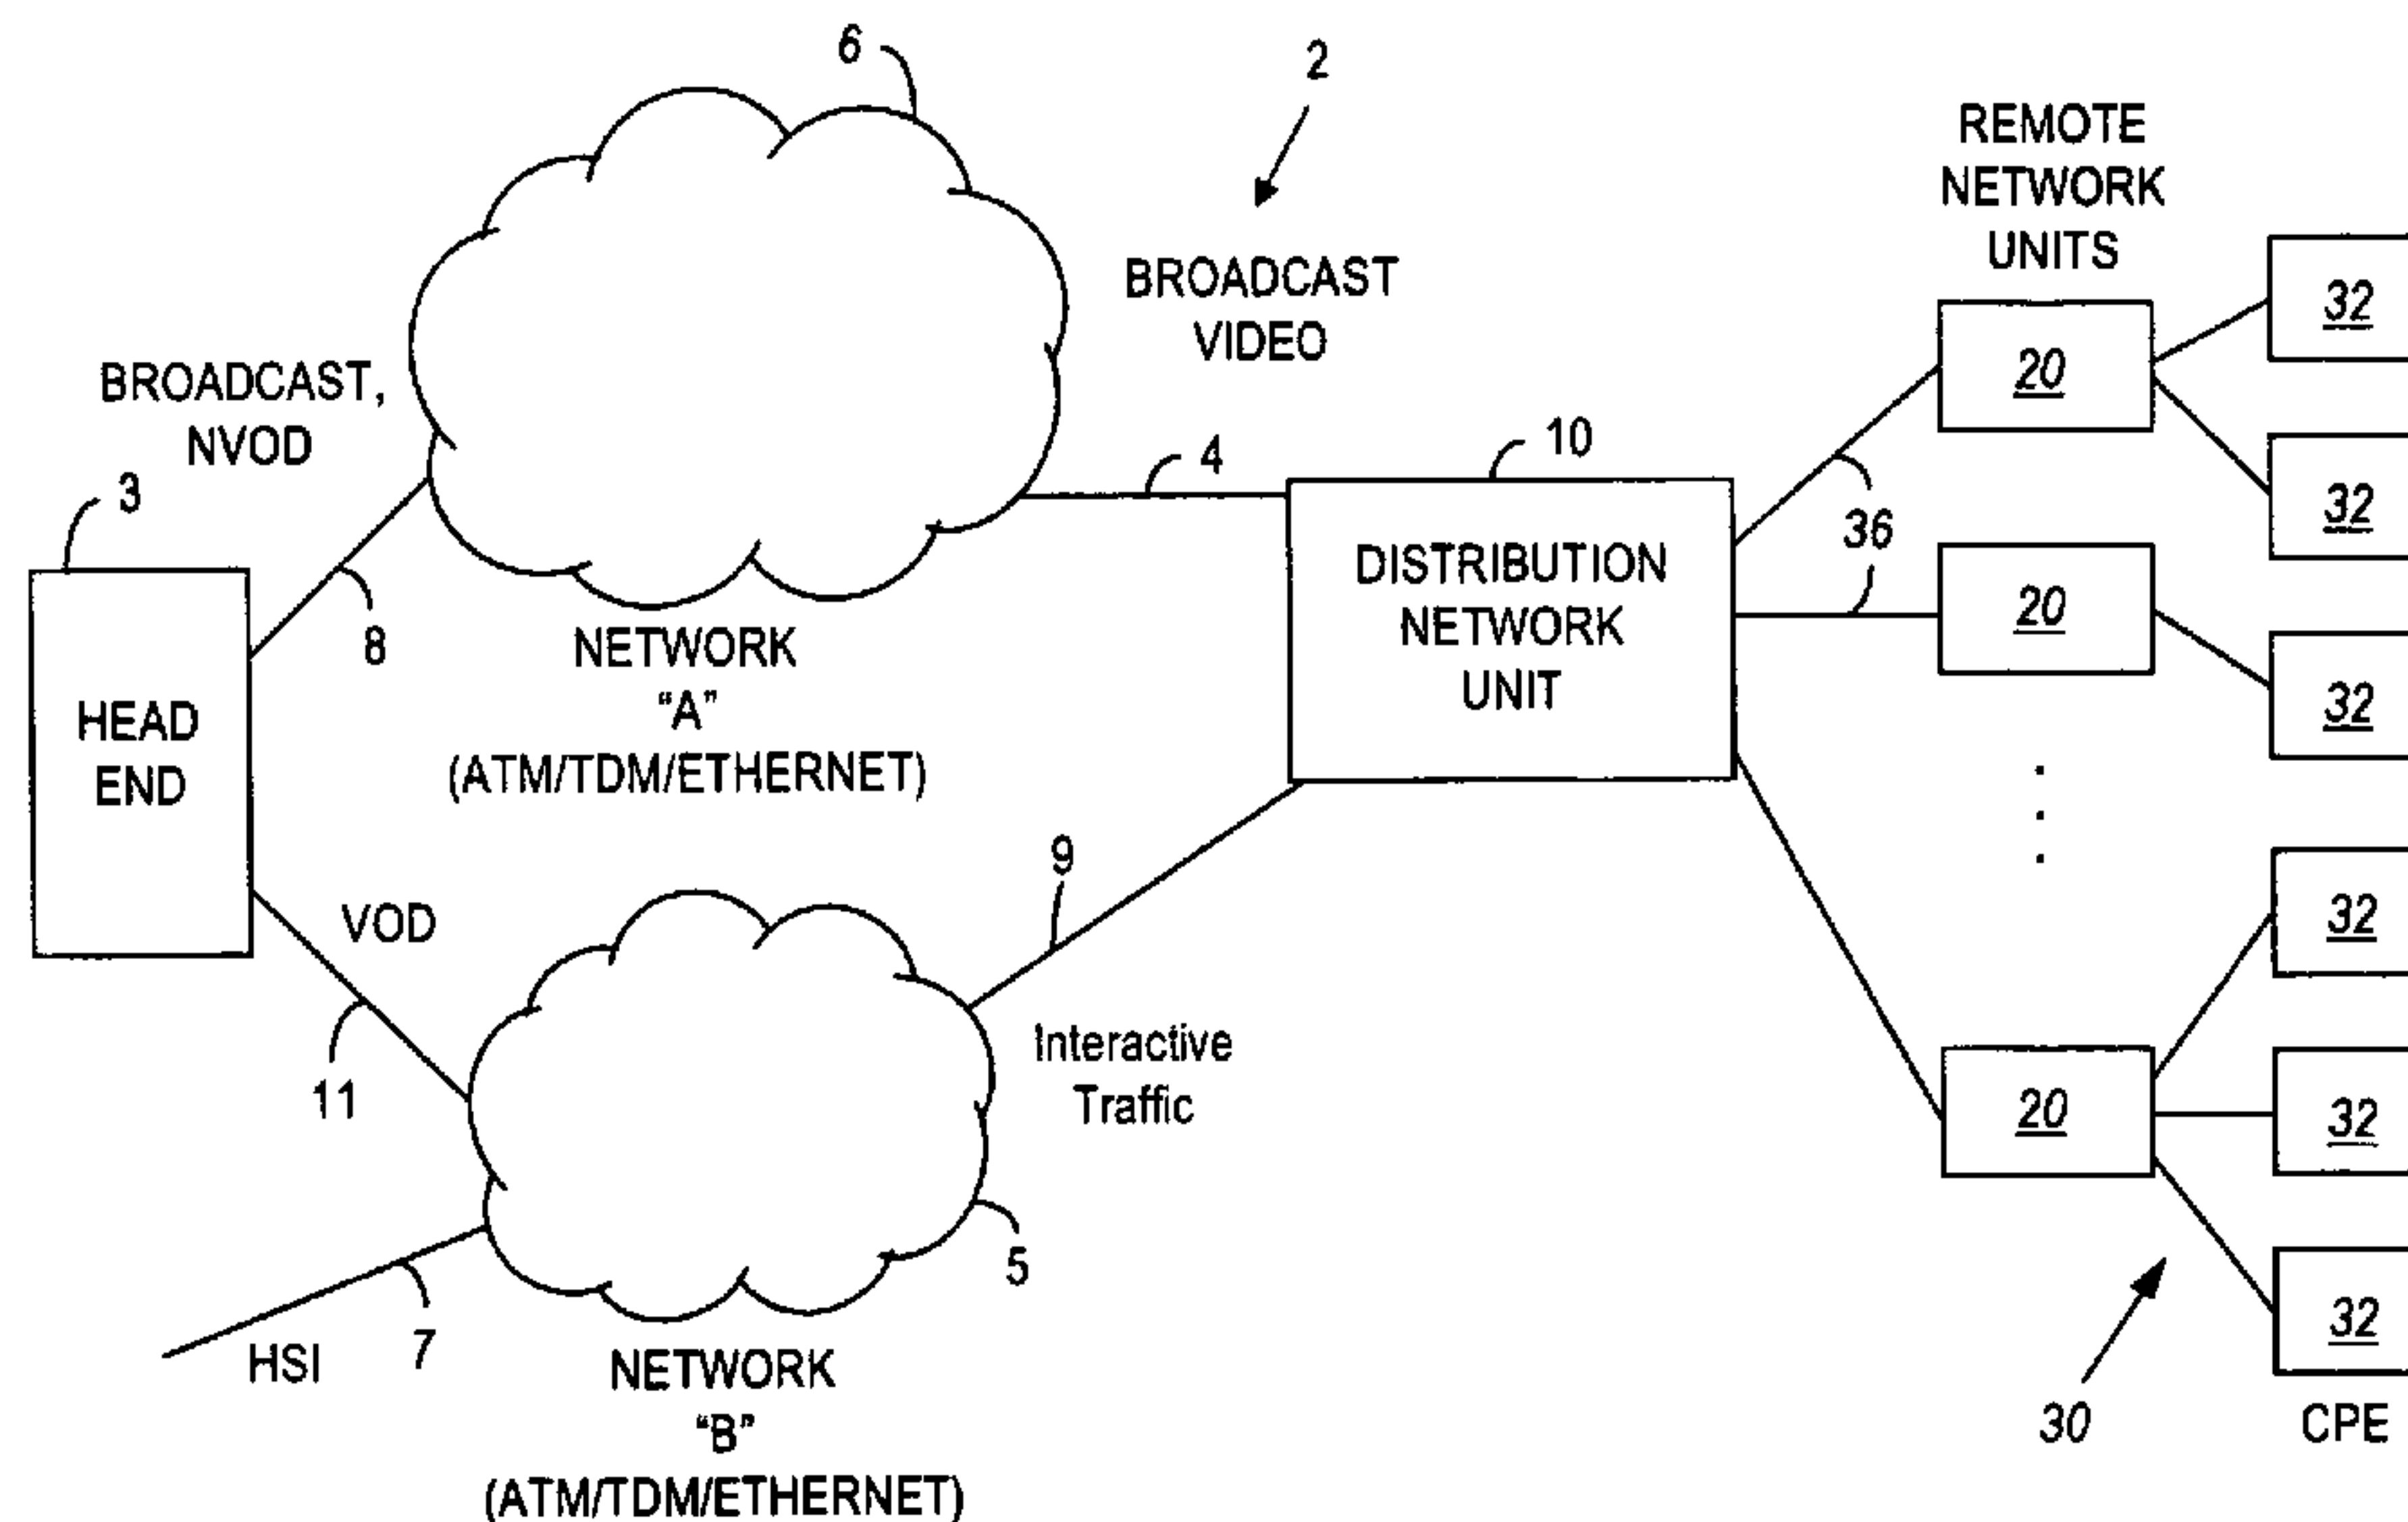 6
2
REMOTE
NETWORK
UNITS
BROADCAST
VIDEO
32
20
BROADCAST,
NVOD
32
3
4
10
36
8
NETWORK
"A"
(ATM/TDM/ETHERNET)
DISTRIBUTION
NETWORK
UNIT
20
32
HEAD
END
9
VOD
32
11
Interactive
Traffic
20
32
5
HSI
7
NETWORK
"B"
(ATM/TDM/ETHERNET)
32
30
CPE